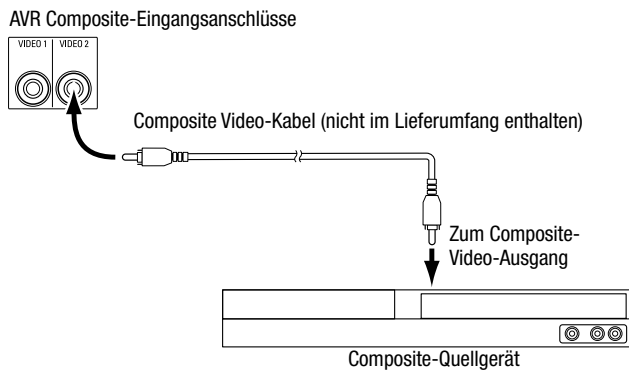 AVR Composite-Eingangsanschlüsse
VIDEO 1 VIDEO 2
Composite Video-Kabel (nicht im Lieferumfang enthalten)
Zum Composite-
Video-Ausgang
Composite-Quellgerät